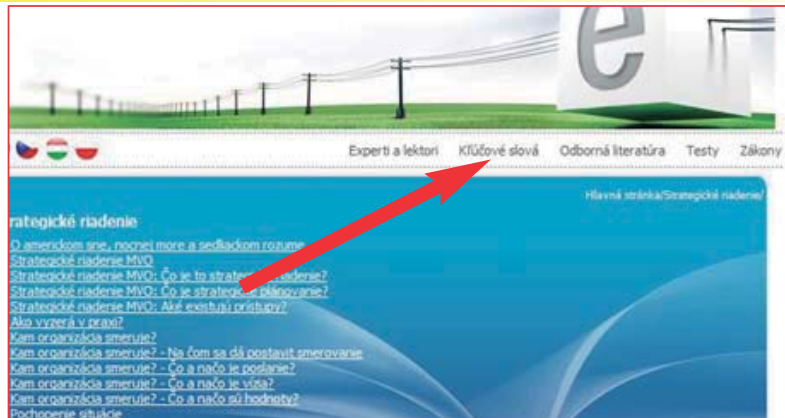 e
Experti a lektori Kľúčové slová Odborná literatúra Testy Zákony
Hlavná stránka/Strategické riadenie/
rategické riadenie
O americkom sne, nočnej more a sedliackom rozume
Strategické riadenie MVO
Strategické riadenie MVO: Čo je to strategické riadenie?
Strategické riadenie MVO: Čo je strategické plánovanie?
Strategické riadenie MVO: Aké existujú prístupy?
Ako vyzerá v praxi?
Kam organizácia smeruje?
Kam organizácia smeruje? - Na čom sa dá postaviť smerovanie
Kam organizácia smeruje? - Čo a načo je poslanie?
Kam organizácia smeruje? - Čo a načo je vízia?
Kam organizácia smeruje? - Čo a načo sú hodnoty?
Pochopenie situácie